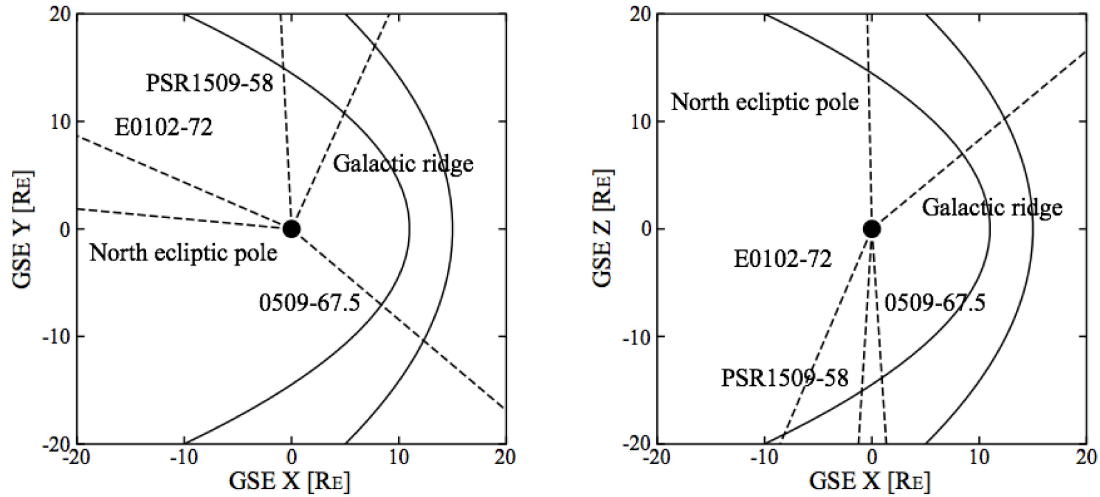 20
10
0
-10
-20
-20
-10
0
10
20
GSE Y [RE]
GSE X [RE]
PSR1509-58
E0102-72
Galactic ridge
North ecliptic pole
0509-67.5
20
10
0
-10
-20
-20
-10
0
10
20
GSE Z [RE]
GSE X [RE]
North ecliptic pole
Galactic ridge
E0102-72
0509-67.5
PSR1509-58